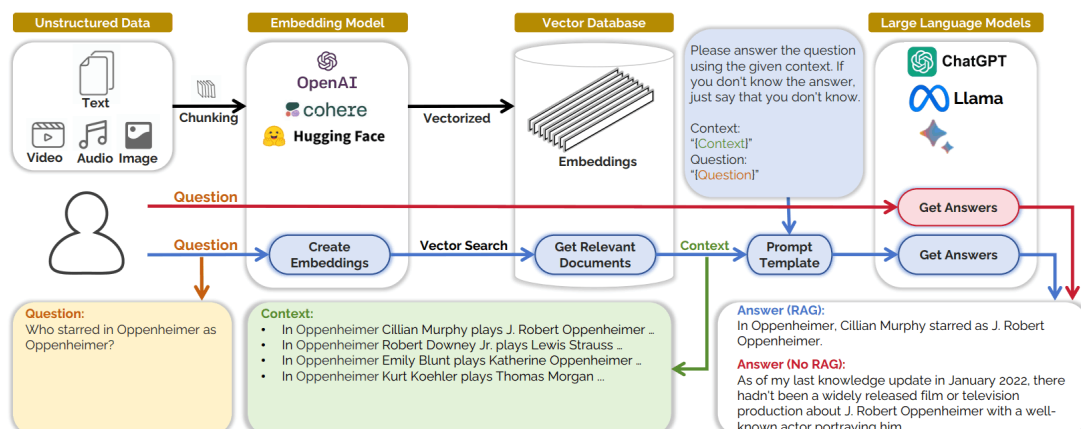 Unstructured Data
Embedding Model
Vector Database
Large Language Models
Text
Video Audio Image
Chunking
OpenAI
cohere
Hugging Face
Vectorized
Embeddings
Please answer the question
using the given context. If
you don't know the answer,
just say that you don't know.
Context:
"{Context}"
Question:
"{Question}"
ChatGPT
Meta
Llama
Question
Get Answers
Question
Create
Embeddings
Vector Search
Get Relevant
Documents
Context
Prompt
Template
Get Answers
Question:
Who starred in Oppenheimer as
Oppenheimer?
Context:
• In Oppenheimer Cillian Murphy plays J. Robert Oppenheimer ...
• In Oppenheimer Robert Downey Jr. plays Lewis Strauss ...
• In Oppenheimer Emily Blunt plays Katherine Oppenheimer ...
• In Oppenheimer Kurt Koehler plays Thomas Morgan ...
Answer (RAG):
In Oppenheimer, Cillian Murphy starred as J. Robert
Oppenheimer.
Answer (No RAG):
As of my last knowledge update in January 2022, there
hadn't been a widely released film or television
production about J. Robert Oppenheimer with a well-
known actor portraying him